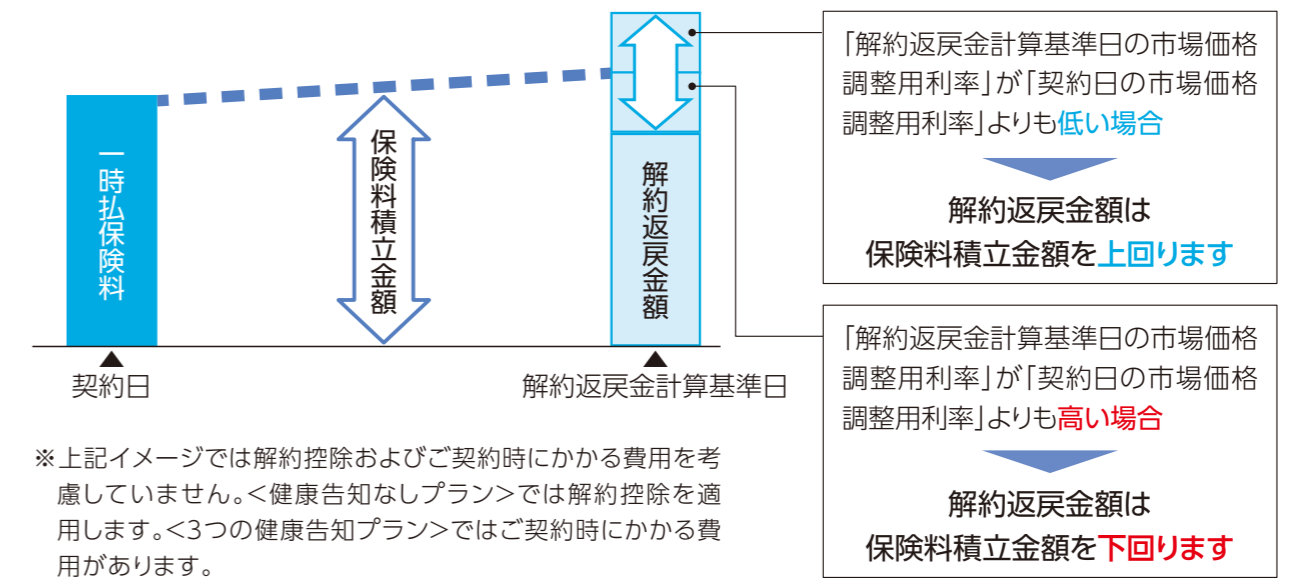 一時払保険料
保険料積立金額
解約返戻金額
契約日
解約返戻金計算基準日
「解約返戻金計算基準日の市場価格
調整用利率」が「契約日の市場価格
調整用利率」よりも低い場合
解約返戻金額は
保険料積立金額を上回ります
「解約返戻金計算基準日の市場価格
調整用利率」が「契約日の市場価格
調整用利率」よりも高い場合
解約返戻金額は
保険料積立金額を下回ります
※上記イメージでは解約控除およびご契約時にかかる費用を考
慮していません。<健康告知なしプラン>では解約控除を適
用します。<3つの健康告知プラン>ではご契約時にかかる費
用があります。